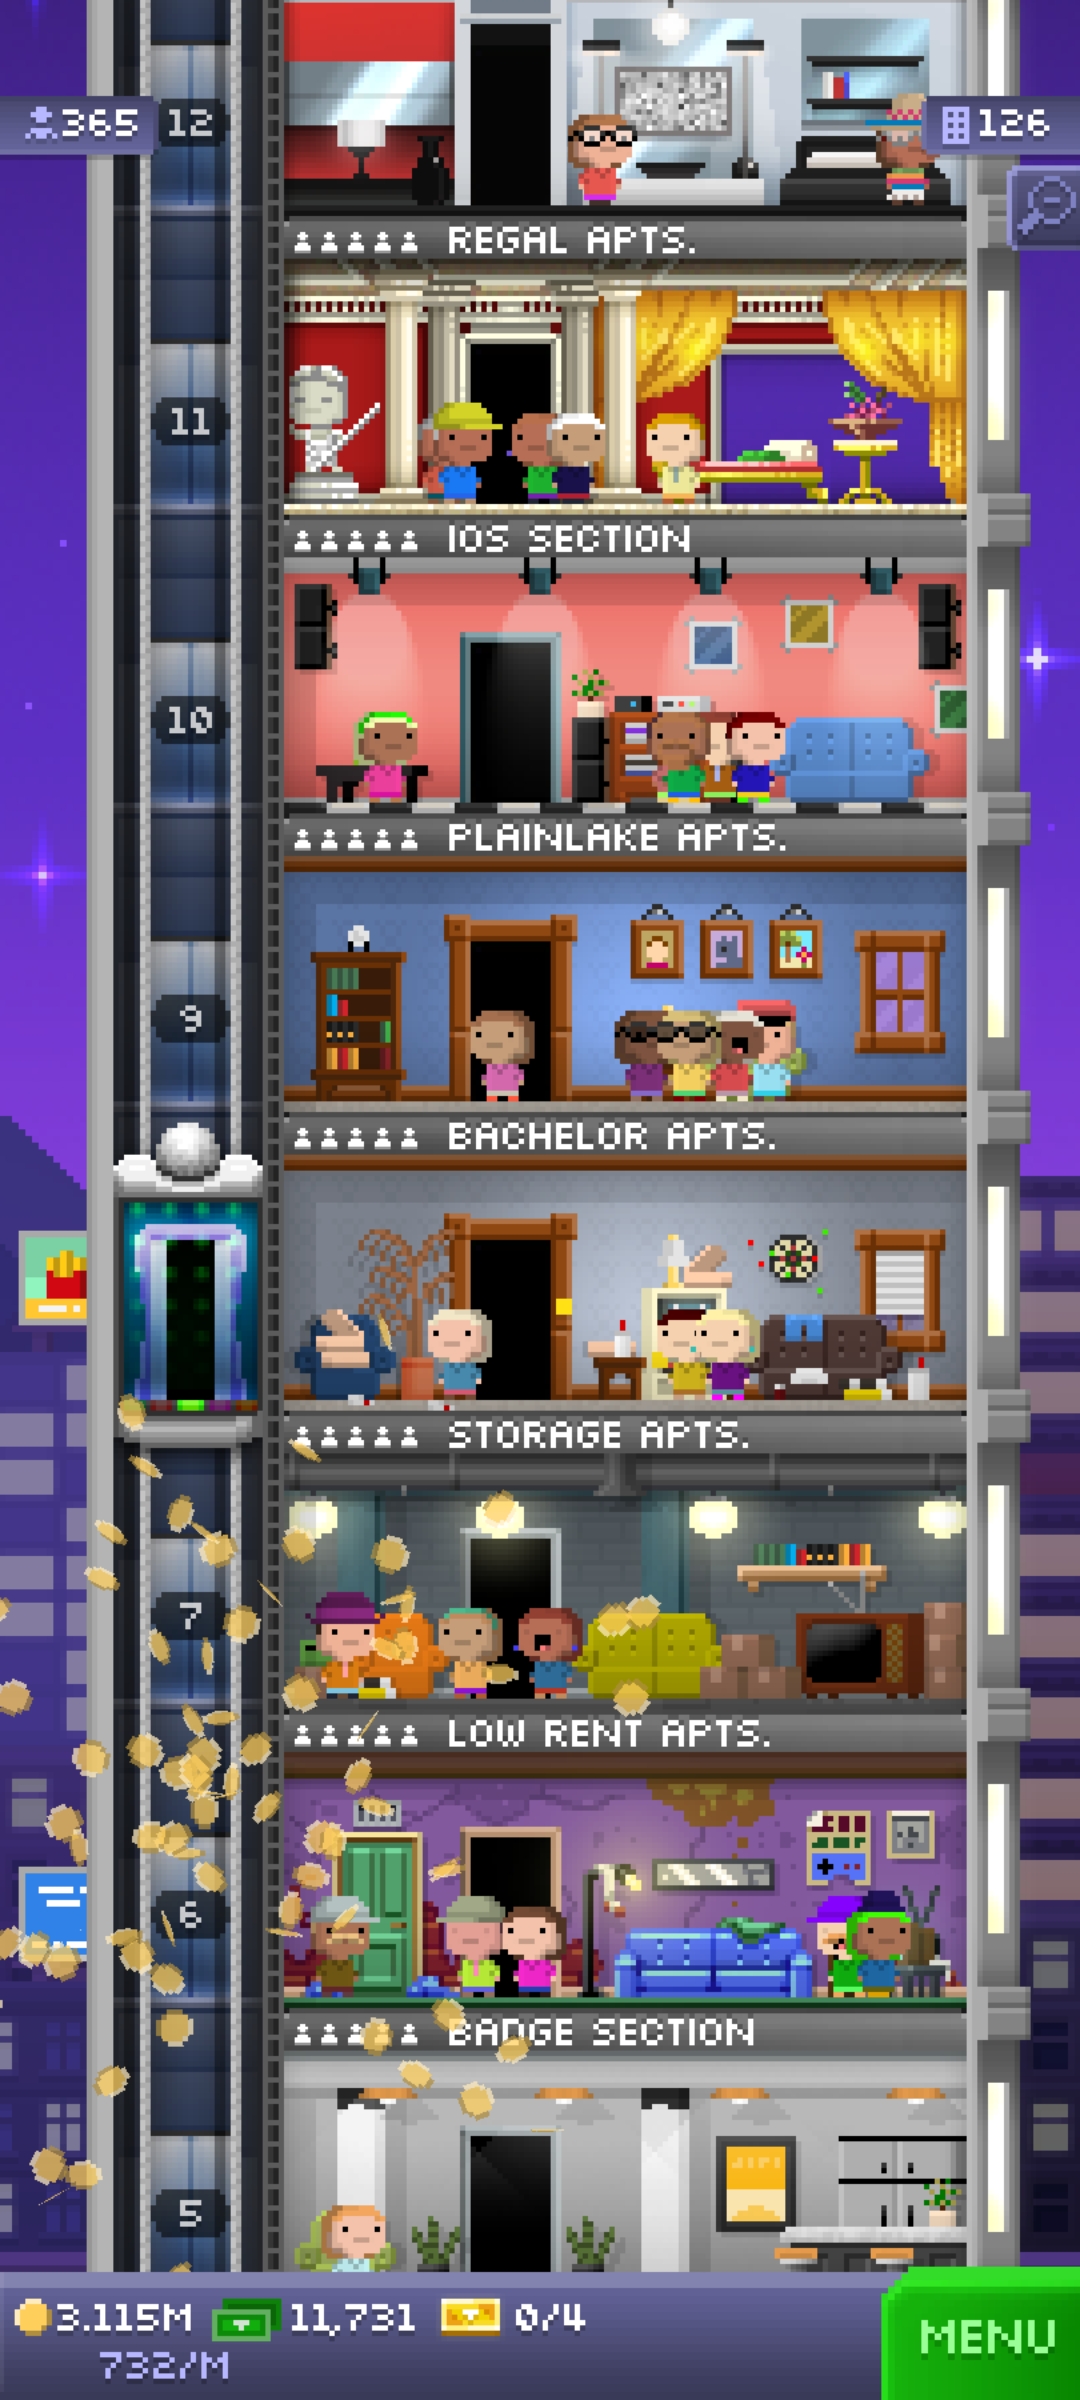 365
12
126
REGAL APTS.
11
IOS SECTION
10
PLAINLAKE APTS.
9
BACHELOR APTS.
STORAGE APTS.
7
LOW RENT APTS.
6
BADGE SECTION
5
3.115M 11,731 0/4
732/M
MENU